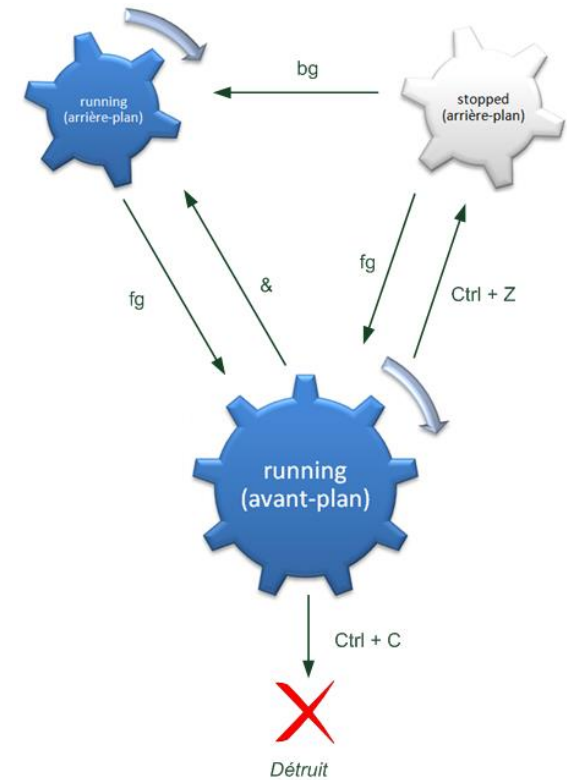 running
(arrière-plan)
bg
stopped
(arrière-plan)
fg
&
fg
Ctrl + Z
running
(avant-plan)
Ctrl + C
Détruit